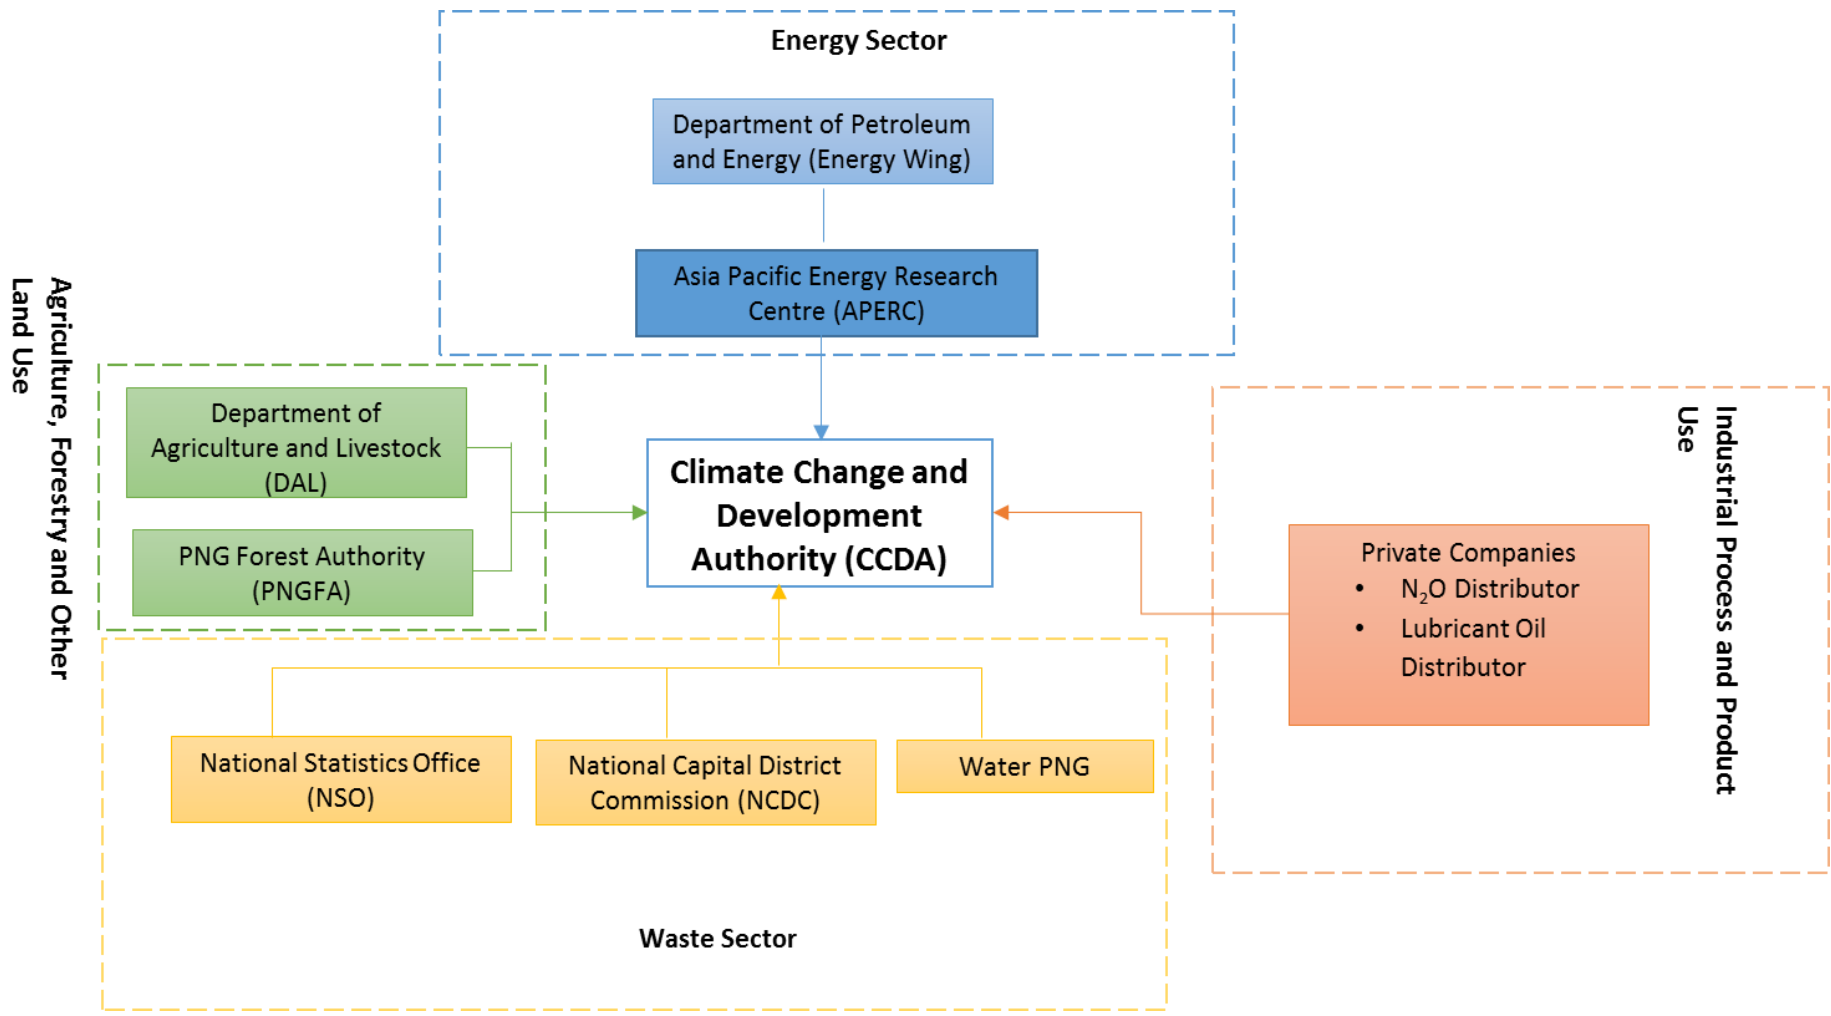 Energy Sector
Department of Petroleum
and Energy (Energy Wing)
Asia Pacific Energy Research
Centre (APERC)
Agriculture, Forestry and Other
Land Use
Department of
Agriculture and Livestock
(DAL)
PNG Forest Authority
(PNGFA)
Climate Change and
Development
Authority (CCDA)
Industrial Process and Product
Use
Private Companies
• N₂O Distributor
• Lubricant Oil
Distributor
National Statistics Office
(NSO)
National Capital District
Commission (NCDC)
Water PNG
Waste Sector